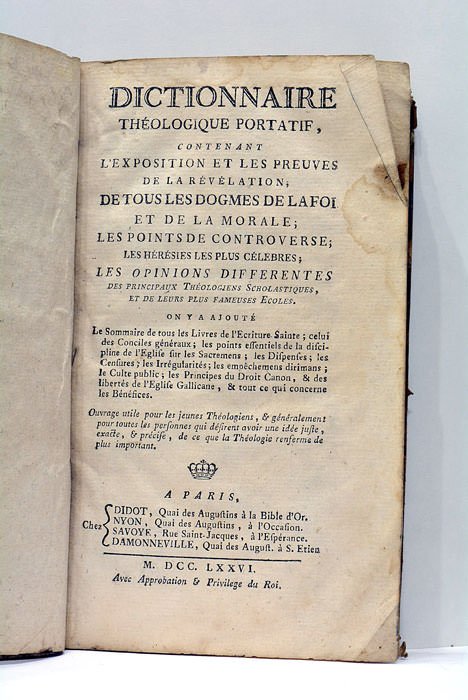 DICTIONNAIRE
THÉOLOGIQUE PORTATIF,
CONTENANT
L'EXPOSITION ET LES PREUVES
DE LA RÉVÉLATION;
DE TOUS LES DOGMES DE LA FOI
ET DE LA MORALE;
LES POINTS DE CONTROVERSE;
LES HÉRÉSIES LES PLUS CÉLEBRES;
LES OPINIONS DIFFERENTES
DES PRINCIPAUX THÉOLOGIENS SCHOLASTIQUES,
ET DE LEURS PLUS FAMEUSES ECOLES.
ON Y A AJOUTÉ
Le Sommaire de tous les Livres de l'Ecriture Sainte; celui
des Conciles généraux; les points eſſentiels de la diſci-
pline de l'Egliſe ſur les Sacremens; les Diſpenſes; les
Cenſures; les Irrégularités; les empêchemens dirimans;
le Culte public; les Principes du Droit Canon, & des
libertés de l'Egliſe Gallicane, & tout ce qui concerne
les Bénéfices.
Ouvrage utile pour les jeunes Théologiens, & généralement
pour toutes les perſonnes qui déſirent avoir une idée juſte,
exacte, & préciſe, de ce que la Théologie renferme de
plus important.
A PARIS,
Chez
DIDOT, Quai des Auguſtins à la Bible d'Or.
NYON, Quai des Auguſtins, à l'Occaſion.
SAVOYE, Rue Saint-Jacques, à l'Eſpérance.
DAMONNEVILLE, Quai des Auguſt. à S. Etien
M. DCC. LXXVI.
Avec Approbation & Privilege du Roi.